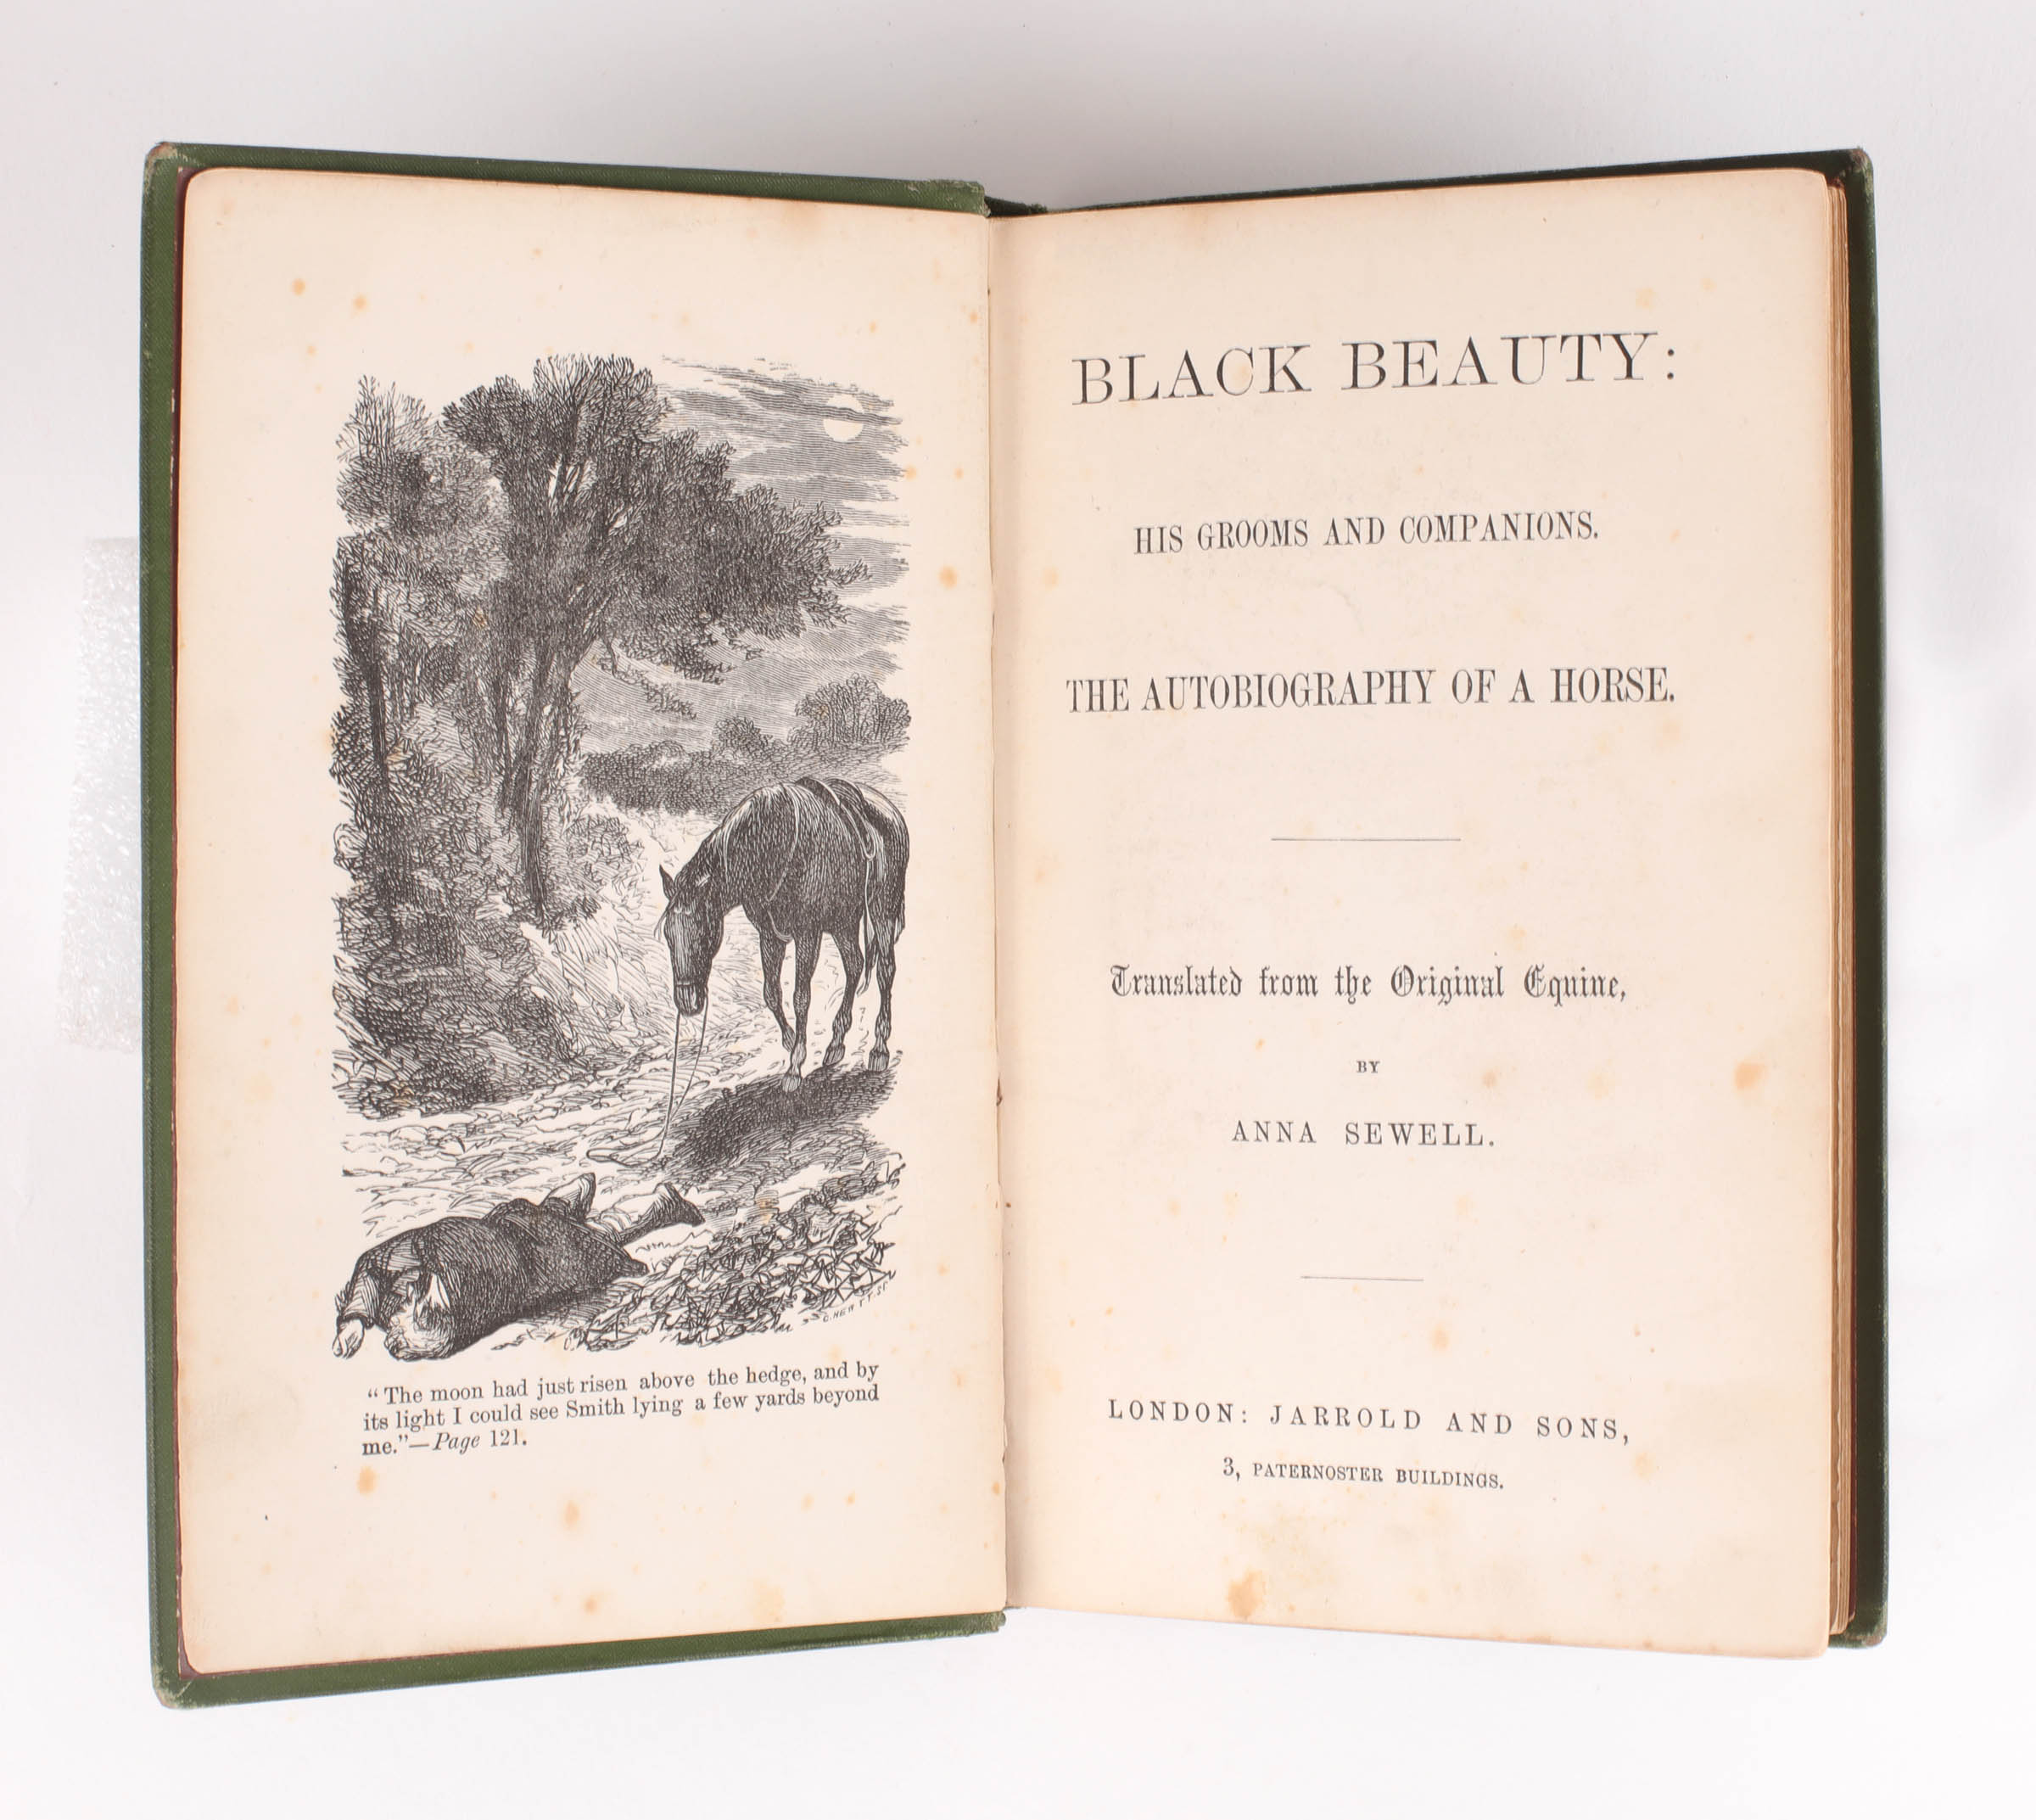 C. HEWITT. SC
“The moon had just risen above the hedge, and by
its light I could see Smith lying a few yards beyond
me.”—Page 121.
BLACK BEAUTY:
HIS GROOMS AND COMPANIONS.
THE AUTOBIOGRAPHY OF A HORSE.
Translated from the Original Equine,
BY
ANNA SEWELL.
LONDON: JARROLD AND SONS,
3, PATERNOSTER BUILDINGS.